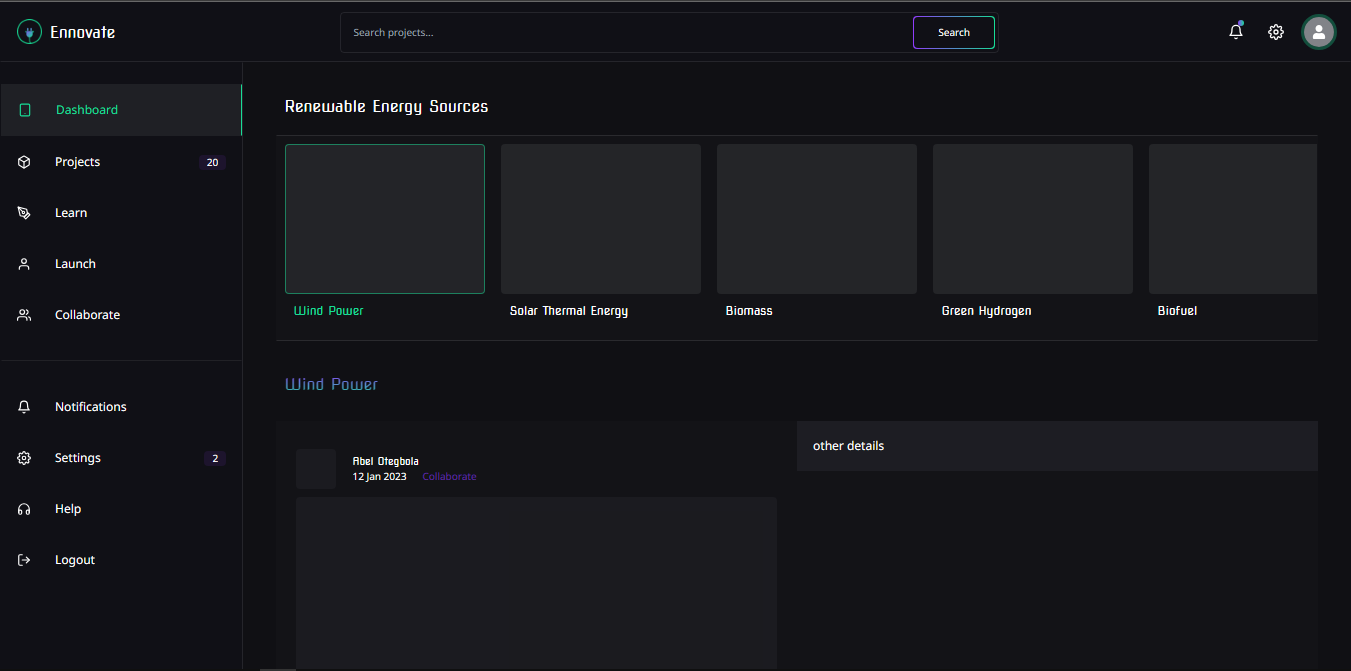 Ennovate
Search projects...
Search
Dashboard
Projects
20
Learn
Launch
Collaborate
Notifications
Settings
2
Help
Logout
Renewable Energy Sources
Wind Power
Solar Thermal Energy
Biomass
Green Hydrogen
Biofuel
Wind Power
Abel Otegbola
12 Jan 2023
Collaborate
other details